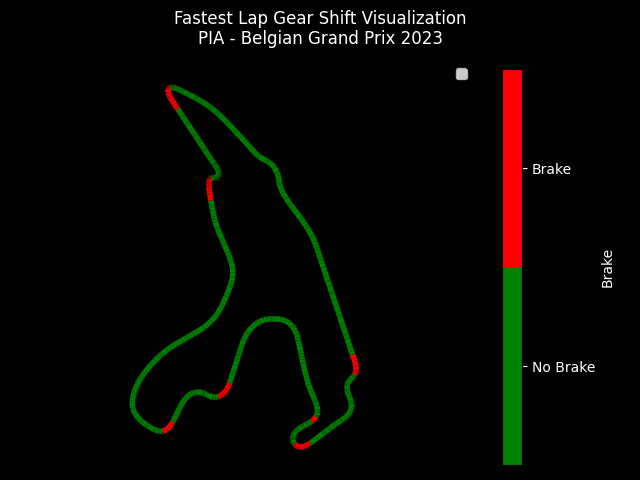 Fastest Lap Gear Shift Visualization
PIA - Belgian Grand Prix 2023
Brake
Brake
No Brake